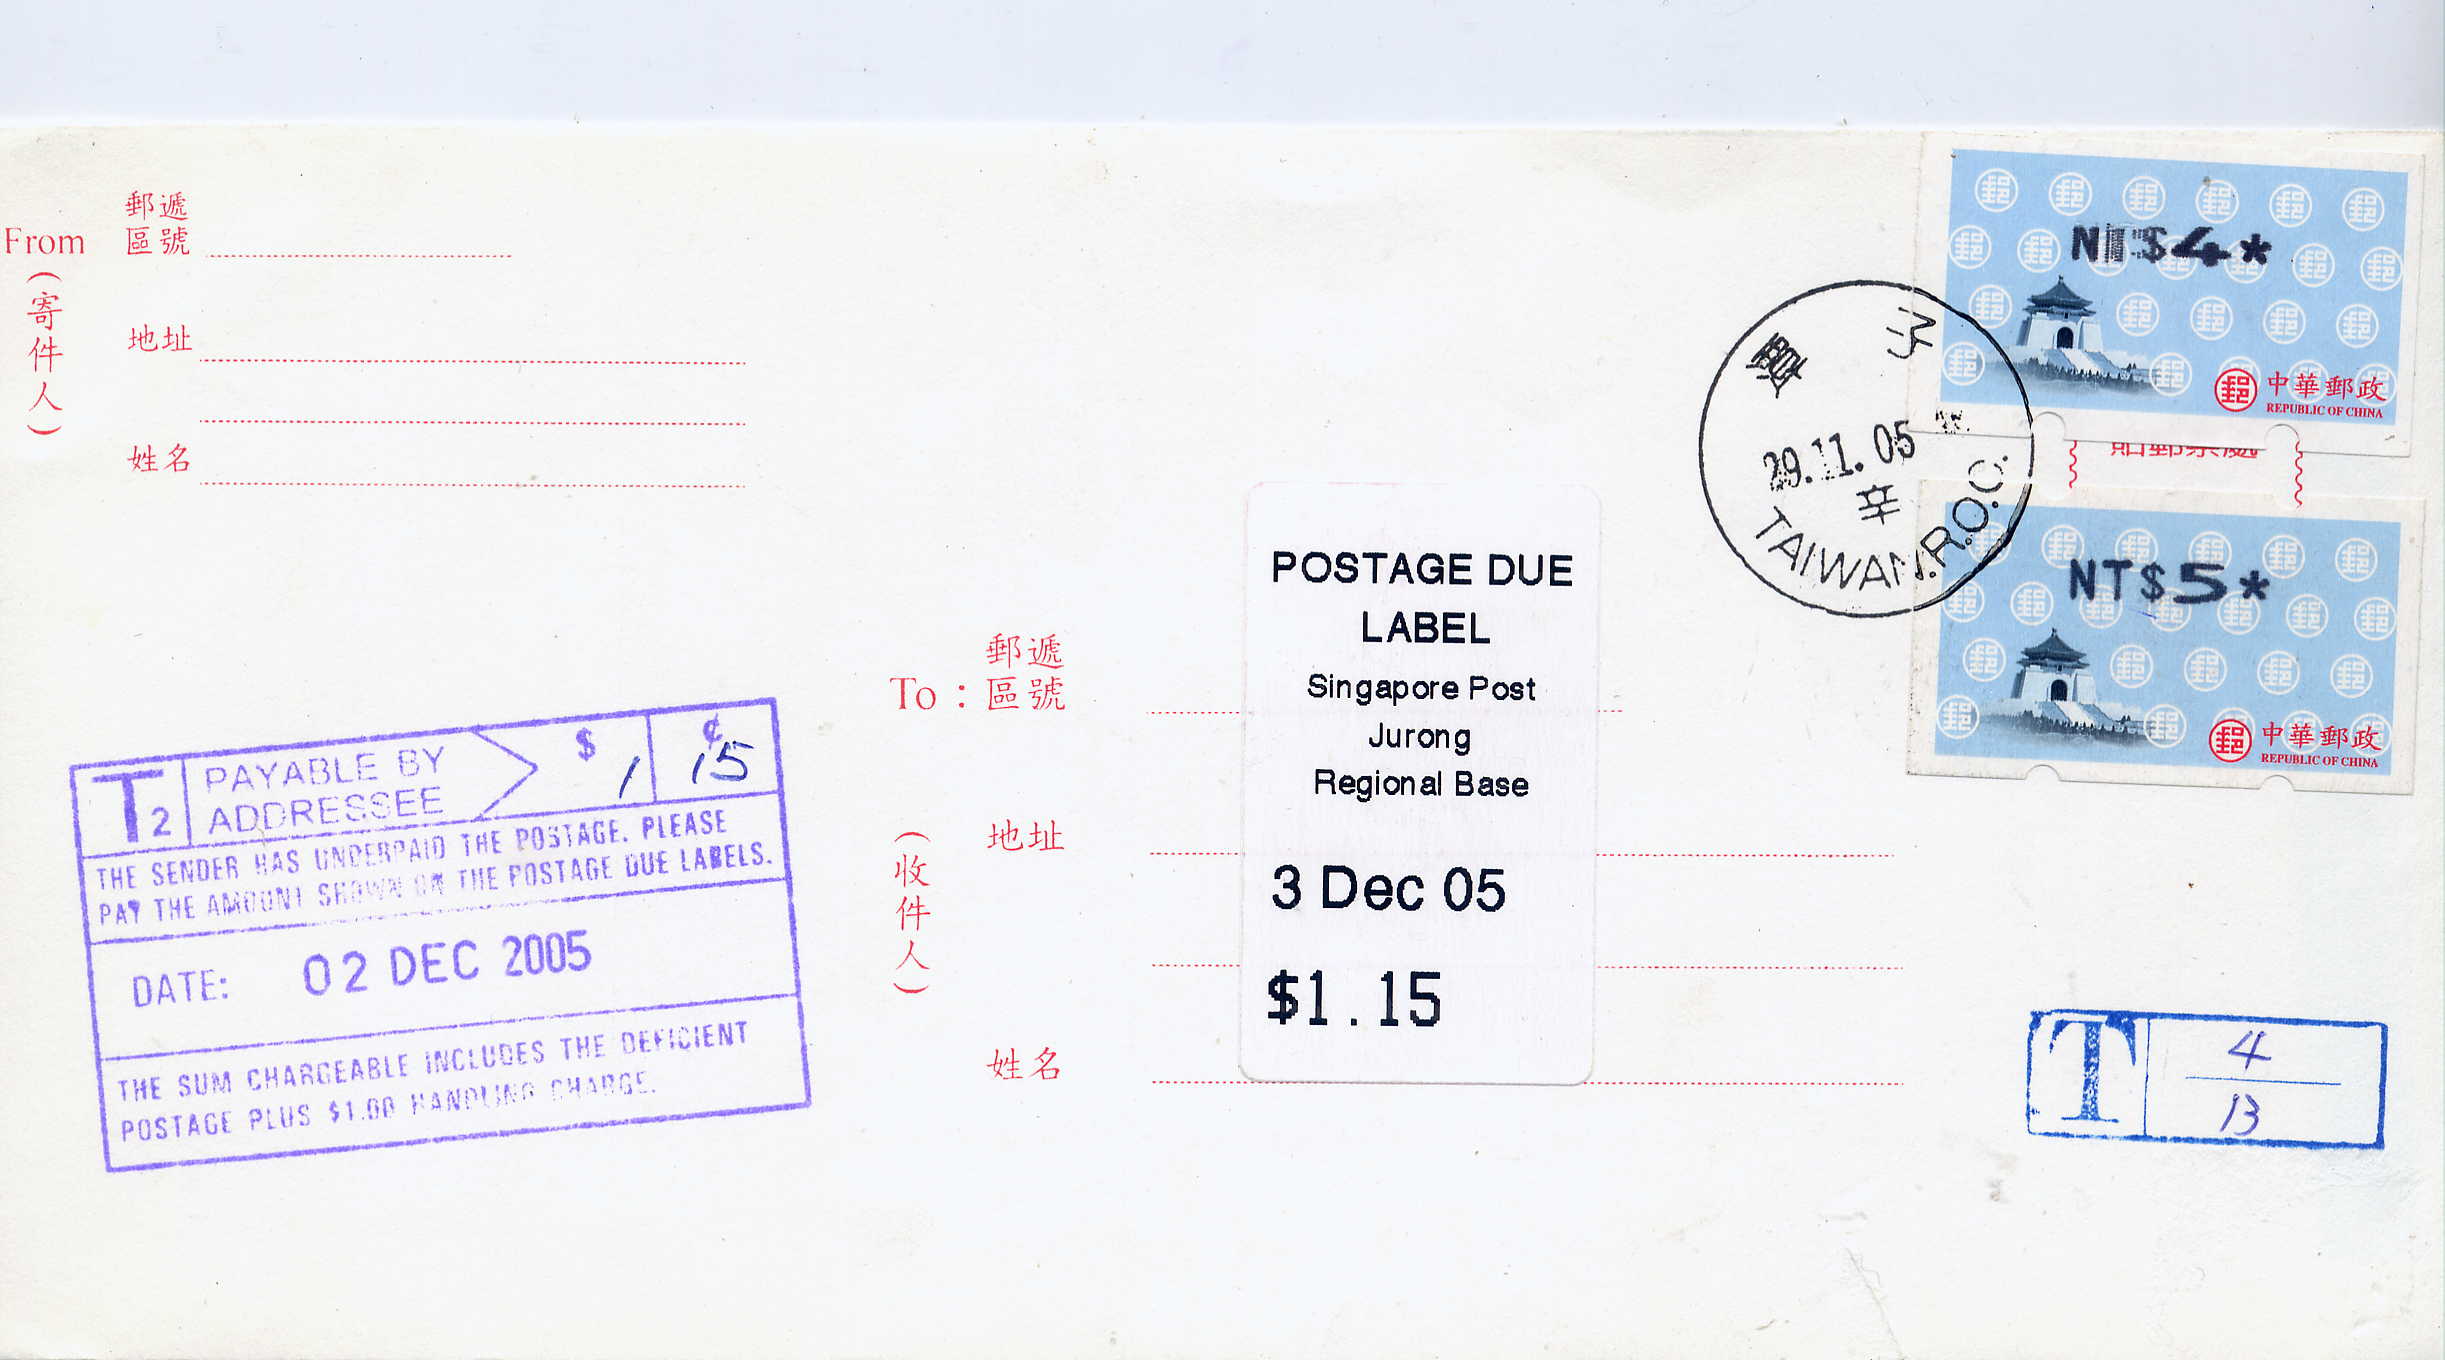 From
（寄件人）
郵遞
區號
地址
姓名
NT$4*
中華郵政
REPUBLIC OF CHINA
子
29.11.05
辛
TAIWAN.R.O.C.
NT$5*
中華郵政
REPUBLIC OF CHINA
POSTAGE DUE
LABEL
Singapore Post
Jurong
Regional Base
3 Dec 05
$1.15
To：
郵遞
區號
（收件人）
地址
姓名
T2
PAYABLE BY
ADDRESSEE
$ 1
¢ 15
THE SENDER HAS UNDERPAID THE POSTAGE. PLEASE
PAY THE AMOUNT SHOWN ON THE POSTAGE DUE LABELS.
DATE: 02 DEC 2005
THE SUM CHARGEABLE INCLUDES THE DEFICIENT
POSTAGE PLUS $1.00 HANDLING CHARGE.
T
4
13